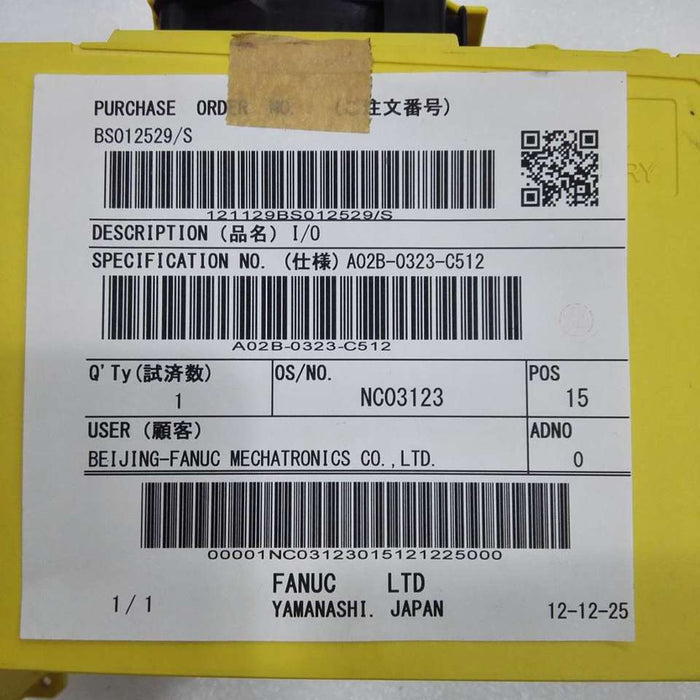 PURCHASE ORDER NO. (ご注文番号)
BS012529/S
121129BS012529/S
DESCRIPTION (品名) I/O
SPECIFICATION NO. (仕様) A02B-0323-C512
A02B-0323-C512
Q'Ty(試済数) OS/NO. POS
1 NC03123 15
USER (顧客) ADNO
BEIJING-FANUC MECHATRONICS CO.,LTD. 0
00001NC03123015121225000
FANUC LTD
1/1 YAMANASHI. JAPAN 12-12-25